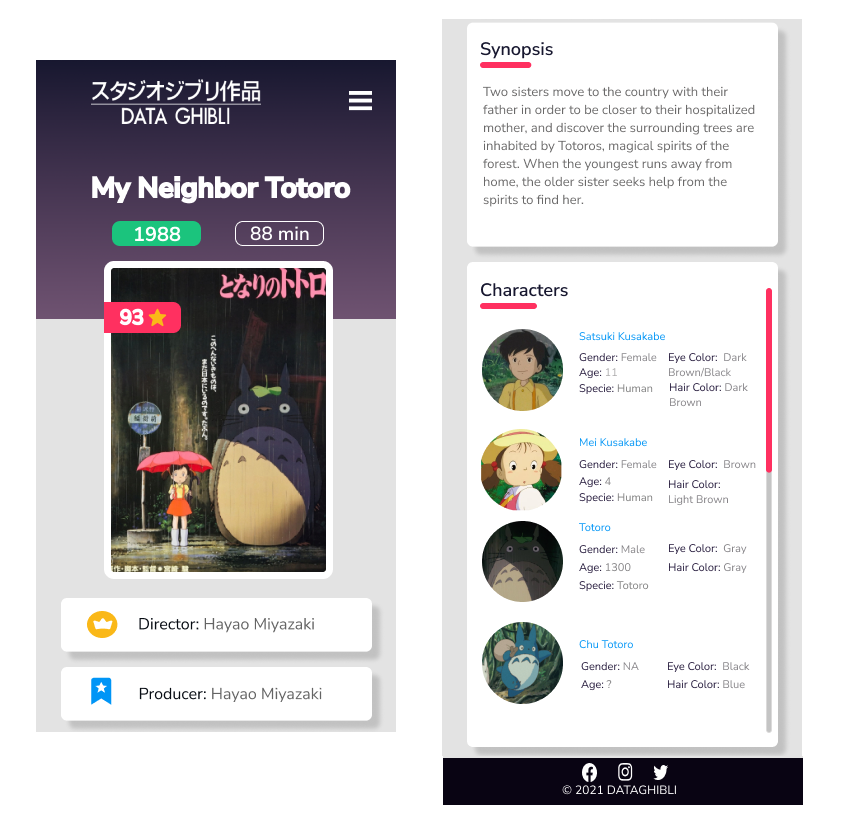 スタジオジブリ作品
DATA GHIBLI
My Neighbor Totoro
1988
88 min
となりのトトロ
93
Director: Hayao Miyazaki
Producer: Hayao Miyazaki
Synopsis
Two sisters move to the country with their
father in order to be closer to their hospitalized
mother, and discover the surrounding trees are
inhabited by Totoros, magical spirits of the
forest. When the youngest runs away from
home, the older sister seeks help from the
spirits to find her.
Characters
Satsuki Kusakabe
Gender: Female
Age: 11
Specie: Human
Eye Color: Dark
Brown/Black
Hair Color: Dark
Brown
Mei Kusakabe
Gender: Female
Age: 4
Specie: Human
Eye Color: Brown
Hair Color:
Light Brown
Totoro
Gender: Male
Age: 1300
Specie: Totoro
Eye Color: Gray
Hair Color: Gray
Chu Totoro
Gender: NA
Age: ?
Eye Color: Black
Hair Color: Blue
© 2021 DATAGHIBLI